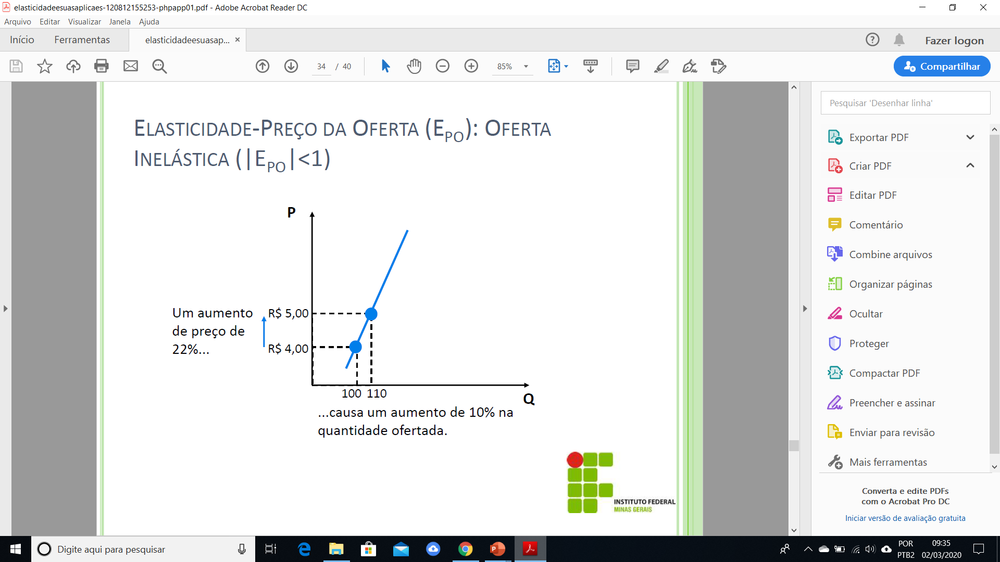 elasticidadeesuasaplicaes-120812155253-phpapp01.pdf - Adobe Acrobat Reader DC
Arquivo Editar Visualizar Janela Ajuda
Início Ferramentas elasticidadeesuasap... × Fazer logon
34 / 40 85% Compartilhar
ELASTICIDADE-PREÇO DA OFERTA (EPO): OFERTA
INELÁSTICA (|EPO|<1)
P
Um aumento
de preço de
22%...
R$ 5,00
R$ 4,00
100 110
Q
...causa um aumento de 10% na
quantidade ofertada.
INSTITUTO FEDERAL
MINAS GERAIS
Pesquisar 'Desenhar linha'
Exportar PDF
Criar PDF
Editar PDF
Comentário
Combine arquivos
Organizar páginas
Ocultar
Proteger
Compactar PDF
Preencher e assinar
Enviar para revisão
Mais ferramentas
Converta e edite PDFs
com o Acrobat Pro DC
Iniciar versão de avaliação gratuita
Digite aqui para pesquisar
POR
PTB2
09:35
02/03/2020